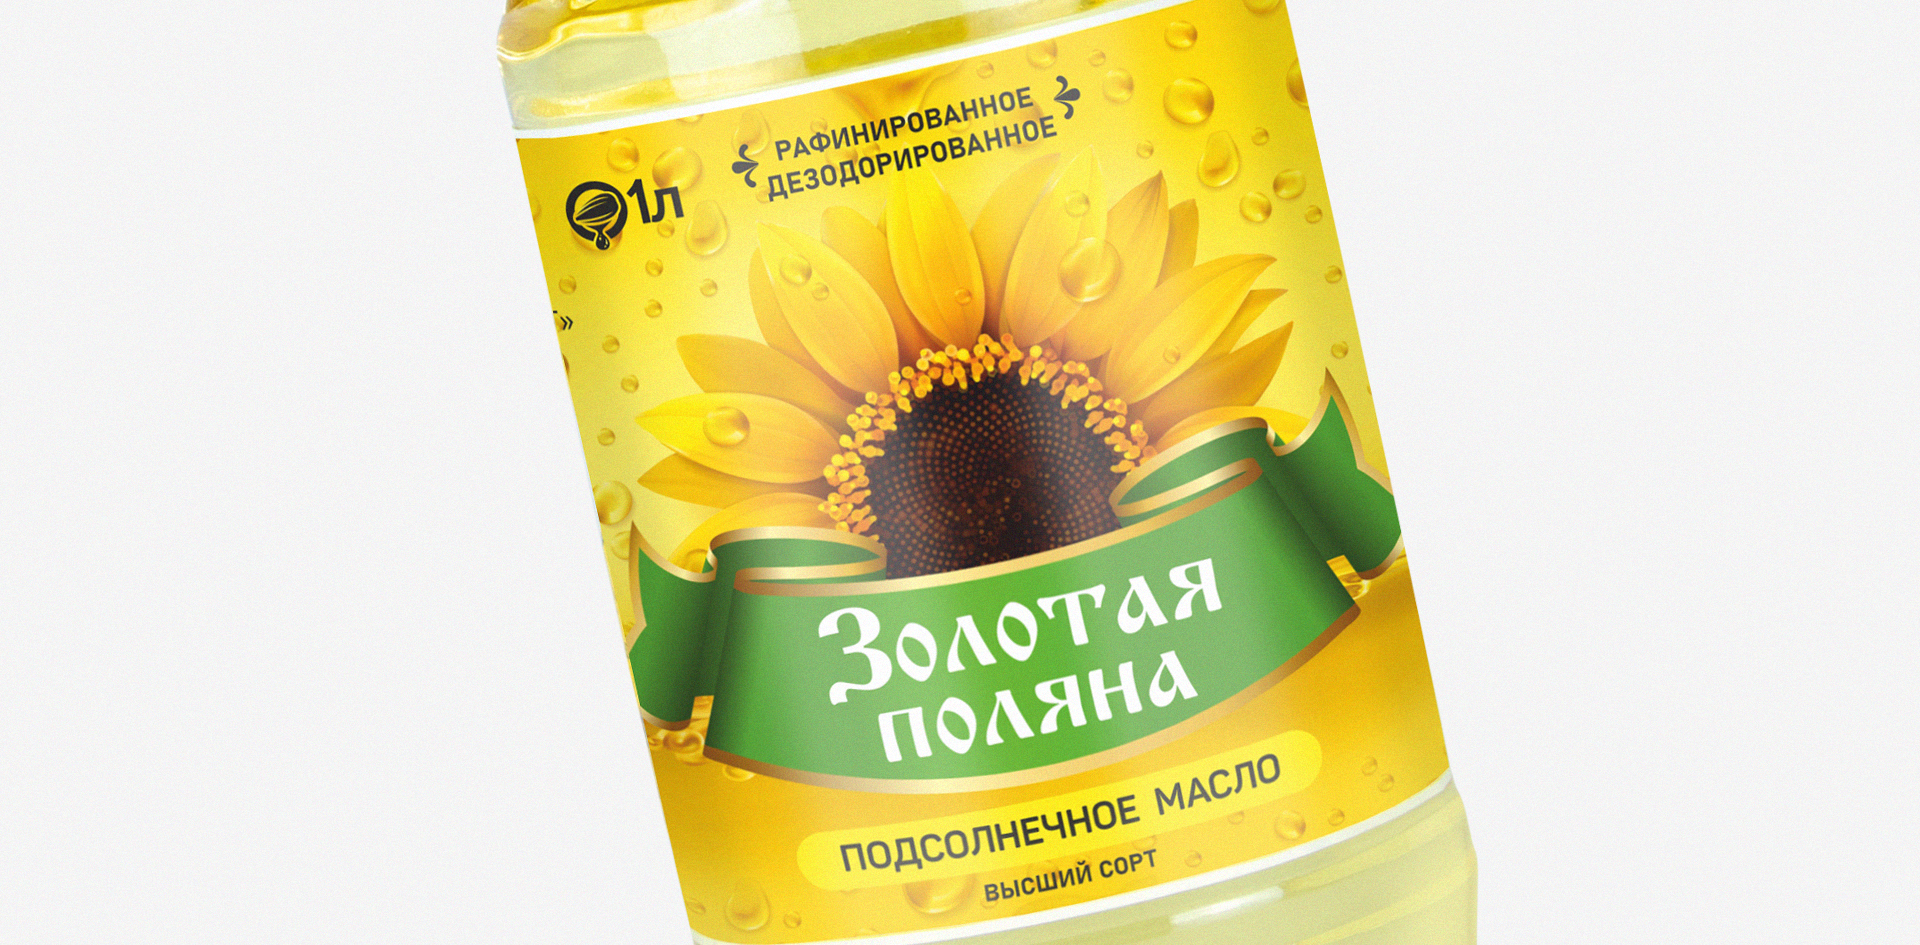 РАФИНИРОВАННОЕ
ДЕЗОДОРИРОВАННОЕ
1л
Золотая
поляна
ПОДСОЛНЕЧНОЕ МАСЛО
ВЫСШИЙ СОРТ